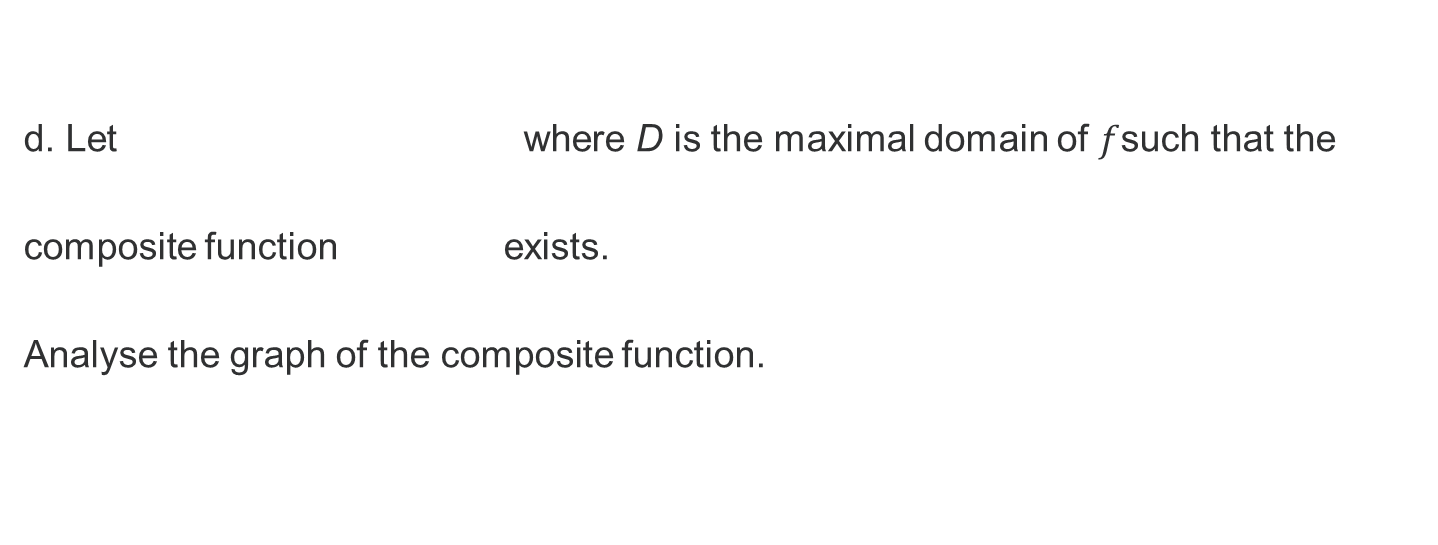 d. Let where D is the maximal domain of f such that the
composite function exists.
Analyse the graph of the composite function.